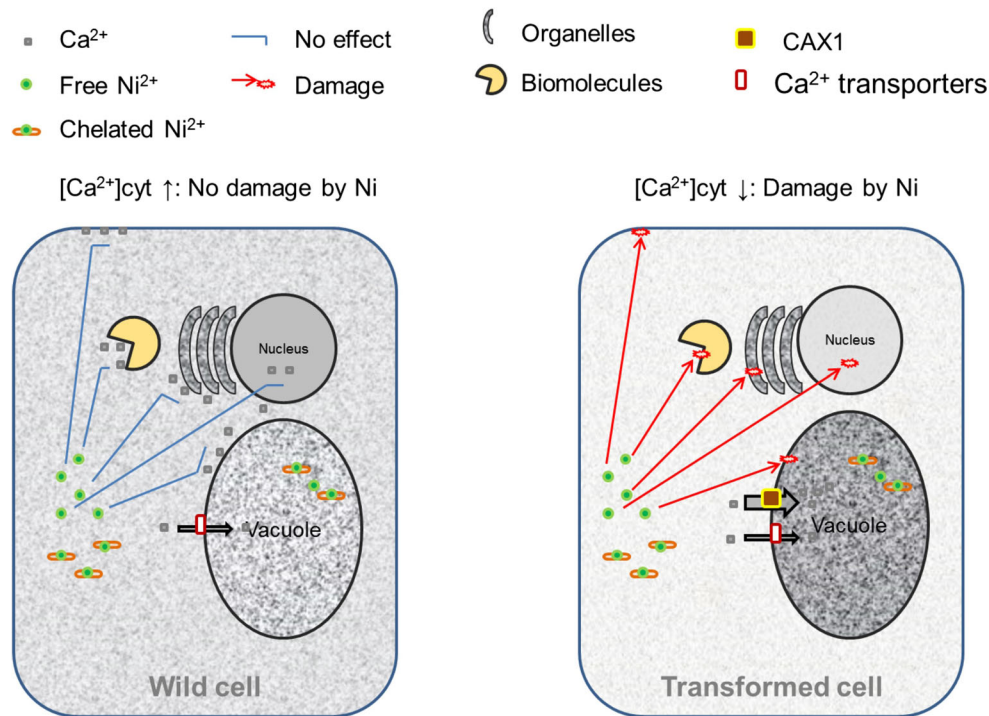 Ca²⁺
No effect
Organelles
CAX1
Free Ni²⁺
Damage
Biomolecules
Ca²⁺ transporters
Chelated Ni²⁺
[Ca²⁺]cyt ↑: No damage by Ni
[Ca²⁺]cyt ↓: Damage by Ni
Nucleus
Nucleus
Vacuole
Vacuole
Wild cell
Transformed cell